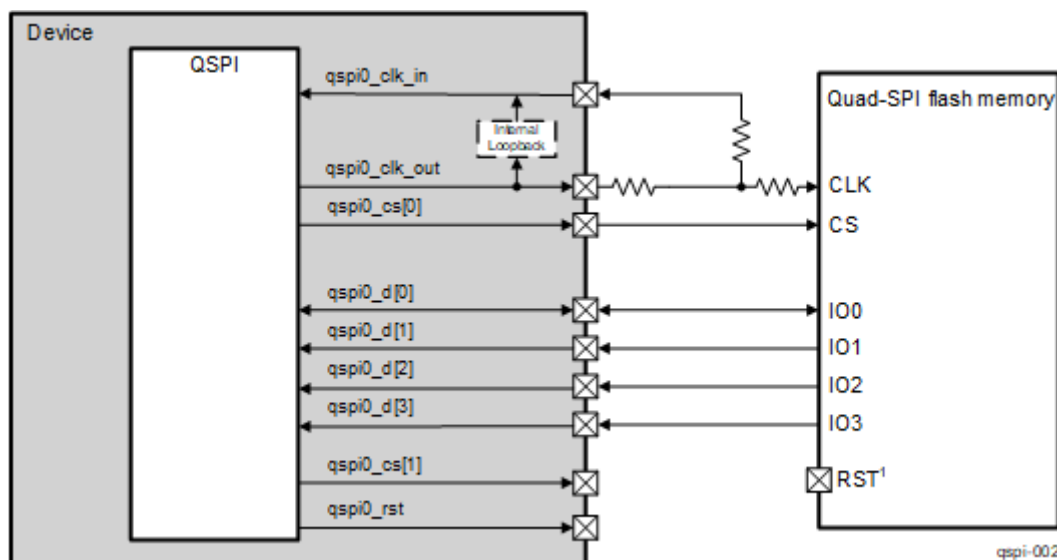 Device
QSPI
qspi0_clk_in
Quad-SPI flash memory
Internal
Loopback
qspi0_clk_out
CLK
qspi0_cs[0]
CS
qspi0_d[0]
IO0
qspi0_d[1]
IO1
qspi0_d[2]
IO2
qspi0_d[3]
IO3
qspi0_cs[1]
RST¹
qspi0_rst
qspi-002